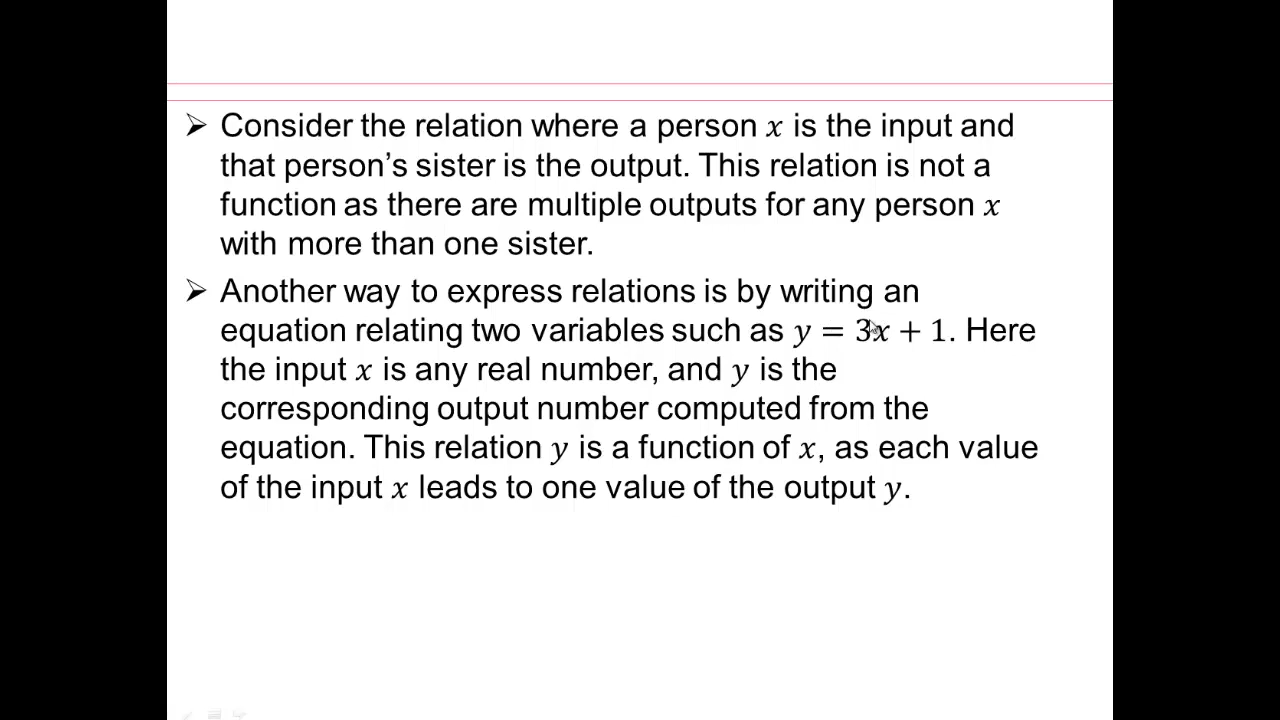 ➢ Consider the relation where a person 𝑥 is the input and
that person’s sister is the output. This relation is not a
function as there are multiple outputs for any person 𝑥
with more than one sister.
➢ Another way to express relations is by writing an
equation relating two variables such as 𝑦 = 3𝑥 + 1. Here
the input 𝑥 is any real number, and 𝑦 is the
corresponding output number computed from the
equation. This relation 𝑦 is a function of 𝑥, as each value
of the input 𝑥 leads to one value of the output 𝑦.